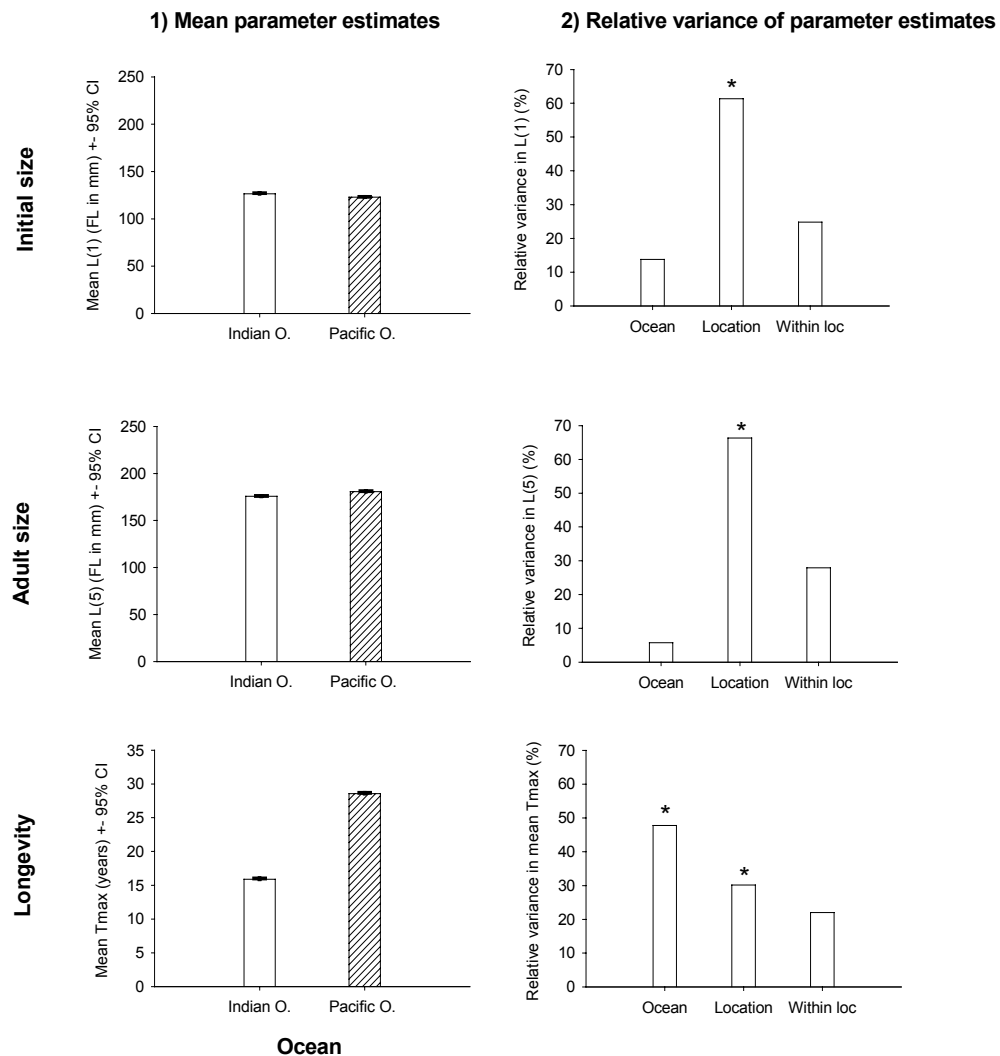 1) Mean parameter estimates
2) Relative variance of parameter estimates
Initial size
Mean L(1) (FL in mm) +- 95% CI
250
200
150
100
50
0
Indian O. Pacific O.
Relative variance in L(1) (%)
70
60
50
40
30
20
10
0
*
Ocean Location Within loc
Adult size
Mean L(5) (FL in mm) +- 95% CI
250
200
150
100
50
0
Indian O. Pacific O.
Relative variance in L(5) (%)
70
60
50
40
30
20
10
0
*
Ocean Location Within loc
Longevity
Mean Tmax (years) +- 95% CI
35
30
25
20
15
10
5
0
Indian O. Pacific O.
Ocean
Relative variance in mean Tmax (%)
70
60
50
40
30
20
10
0
*
*
Ocean Location Within loc